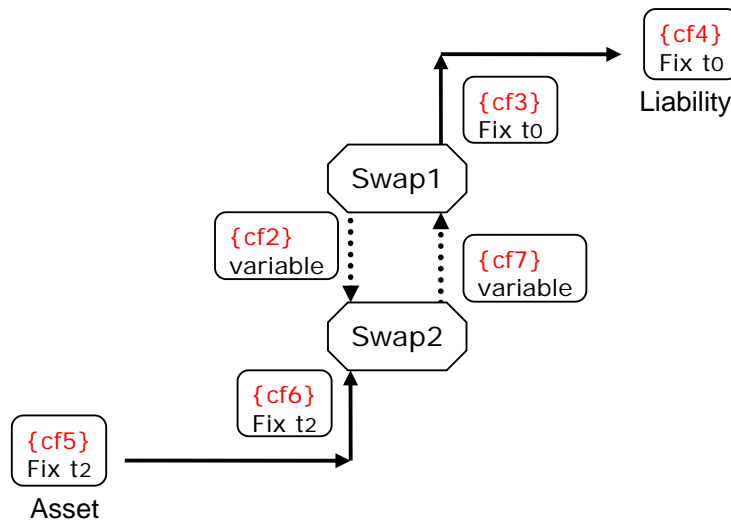 {cf4}
Fix t0
Liability
{cf3}
Fix t0
Swap1
{cf2}
variable
{cf7}
variable
Swap2
{cf6}
Fix t2
{cf5}
Fix t2
Asset